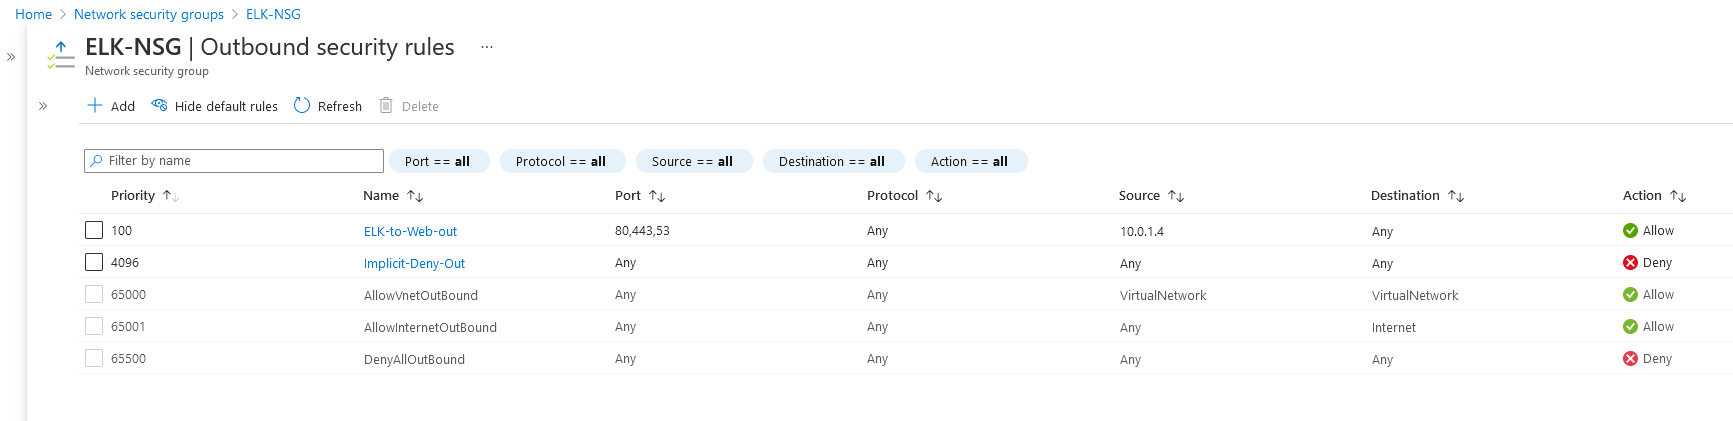 Home > Network security groups > ELK-NSG
ELK-NSG | Outbound security rules ...
Network security group
Add Hide default rules Refresh Delete
Filter by name Port == all Protocol == all Source == all Destination == all Action == all
Priority Name Port Protocol Source Destination Action
100 ELK-to-Web-out 80,443,53 Any 10.0.1.4 Any Allow
4096 Implicit-Deny-Out Any Any Any Any Deny
65000 AllowVnetOutBound Any Any VirtualNetwork VirtualNetwork Allow
65001 AllowInternetOutBound Any Any Any Internet Allow
65500 DenyAllOutBound Any Any Any Any Deny